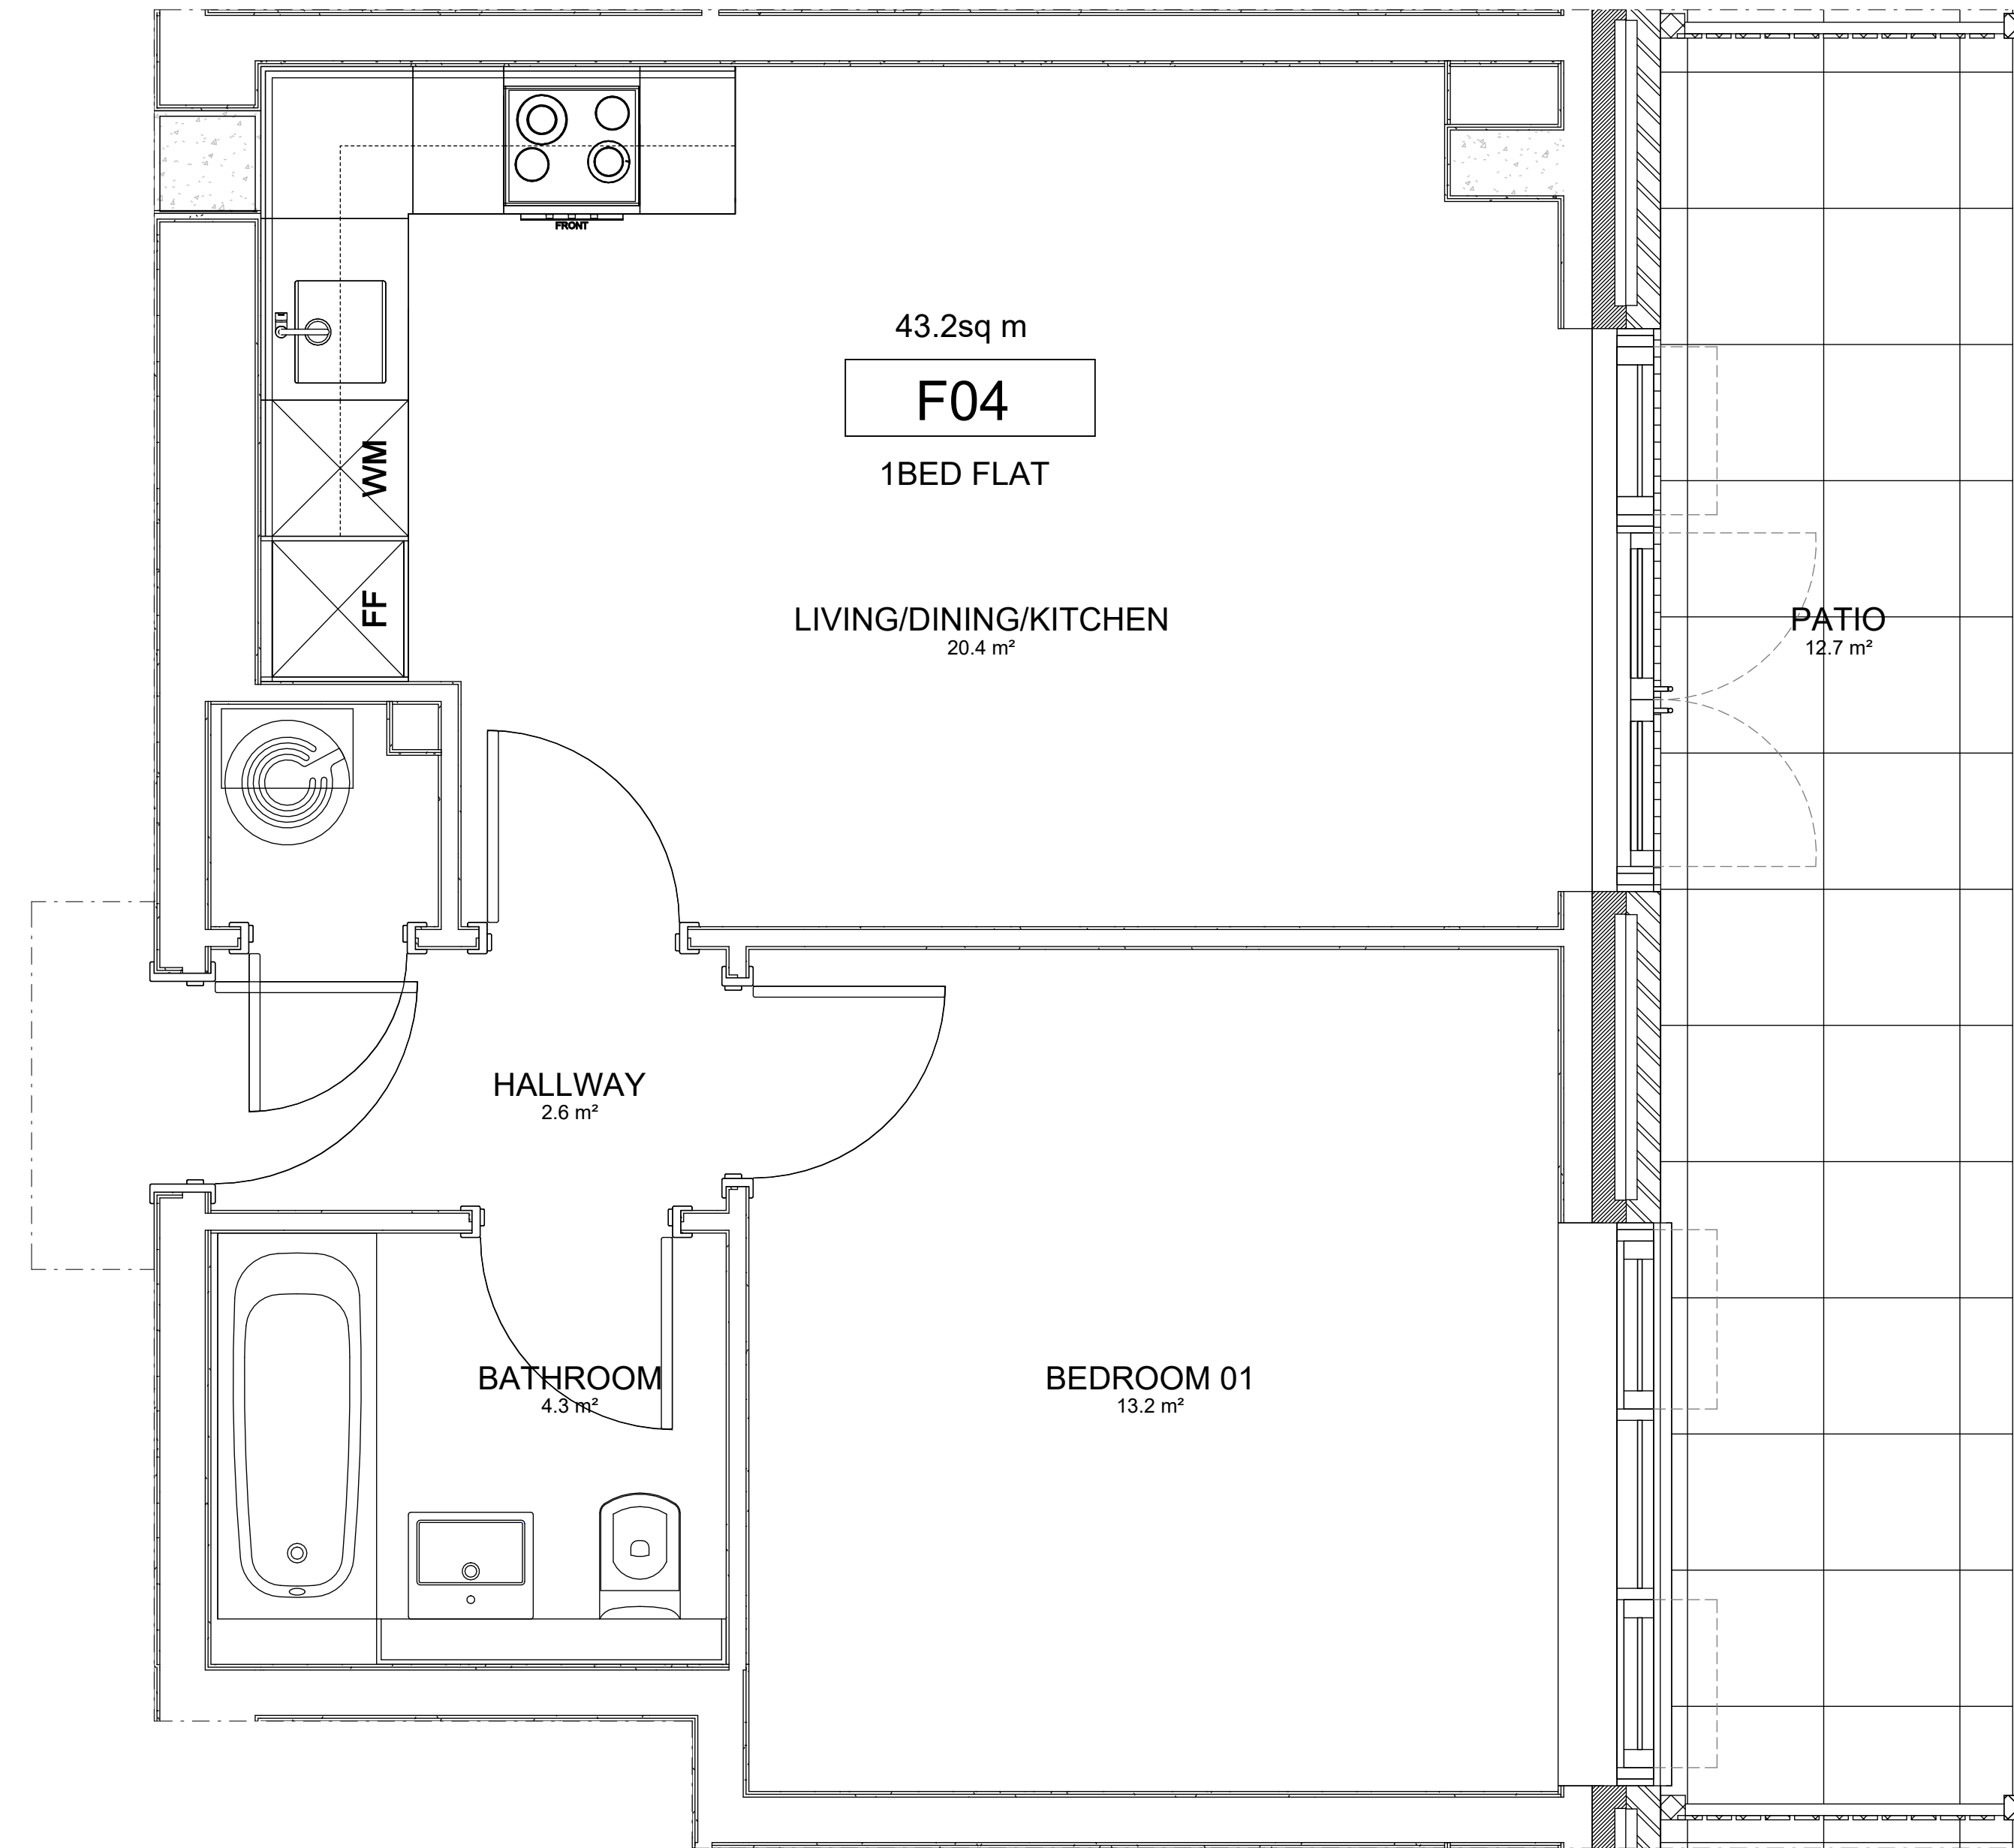 FRONT
43.2sq m
F04
1BED FLAT
WM
FF
LIVING/DINING/KITCHEN
20.4 m²
PATIO
12.7 m²
HALLWAY
2.6 m²
BATHROOM
4.3 m²
BEDROOM 01
13.2 m²